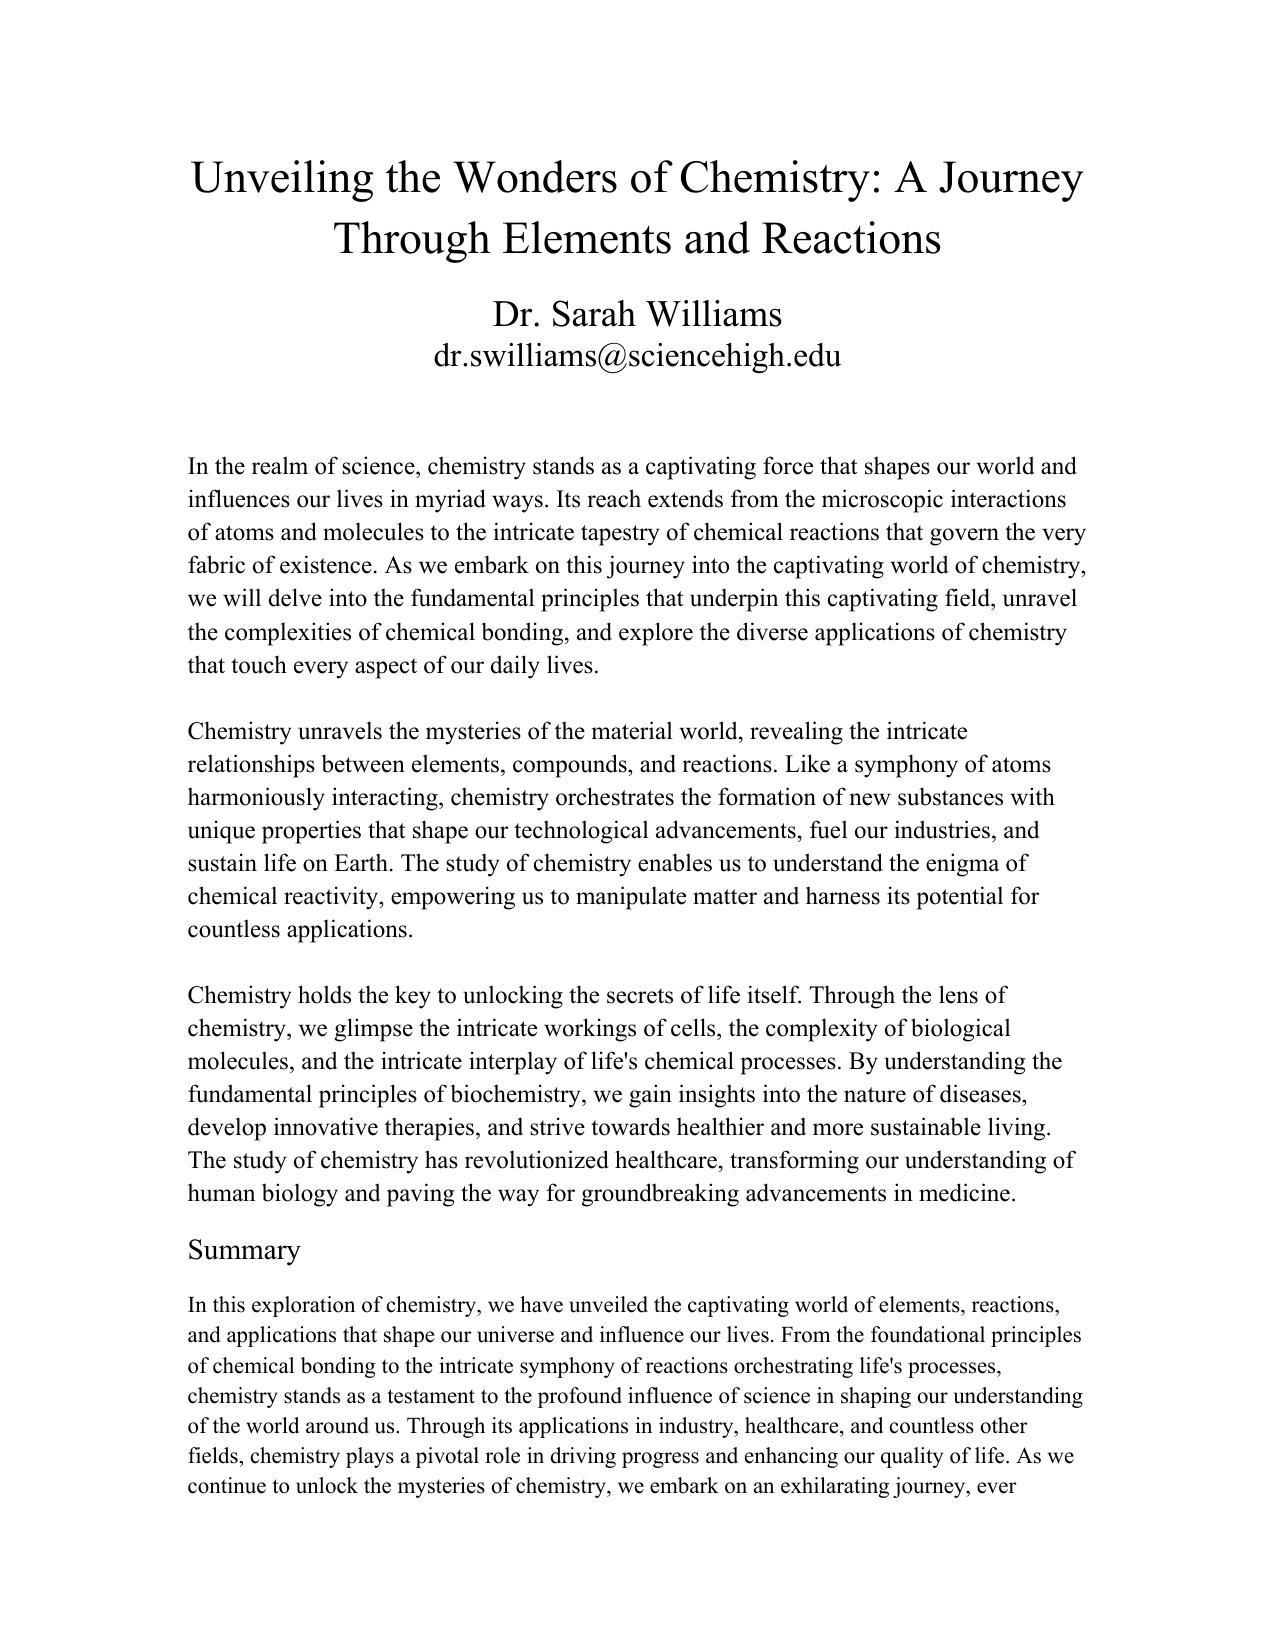 Unveiling the Wonders of Chemistry: A Journey
Through Elements and Reactions
Dr. Sarah Williams
dr.swilliams@sciencehigh.edu
In the realm of science, chemistry stands as a captivating force that shapes our world and
influences our lives in myriad ways. Its reach extends from the microscopic interactions
of atoms and molecules to the intricate tapestry of chemical reactions that govern the very
fabric of existence. As we embark on this journey into the captivating world of chemistry,
we will delve into the fundamental principles that underpin this captivating field, unravel
the complexities of chemical bonding, and explore the diverse applications of chemistry
that touch every aspect of our daily lives.
Chemistry unravels the mysteries of the material world, revealing the intricate
relationships between elements, compounds, and reactions. Like a symphony of atoms
harmoniously interacting, chemistry orchestrates the formation of new substances with
unique properties that shape our technological advancements, fuel our industries, and
sustain life on Earth. The study of chemistry enables us to understand the enigma of
chemical reactivity, empowering us to manipulate matter and harness its potential for
countless applications.
Chemistry holds the key to unlocking the secrets of life itself. Through the lens of
chemistry, we glimpse the intricate workings of cells, the complexity of biological
molecules, and the intricate interplay of life's chemical processes. By understanding the
fundamental principles of biochemistry, we gain insights into the nature of diseases,
develop innovative therapies, and strive towards healthier and more sustainable living.
The study of chemistry has revolutionized healthcare, transforming our understanding of
human biology and paving the way for groundbreaking advancements in medicine.
Summary
In this exploration of chemistry, we have unveiled the captivating world of elements, reactions,
and applications that shape our universe and influence our lives. From the foundational principles
of chemical bonding to the intricate symphony of reactions orchestrating life's processes,
chemistry stands as a testament to the profound influence of science in shaping our understanding
of the world around us. Through its applications in industry, healthcare, and countless other
fields, chemistry plays a pivotal role in driving progress and enhancing our quality of life. As we
continue to unlock the mysteries of chemistry, we embark on an exhilarating journey, ever